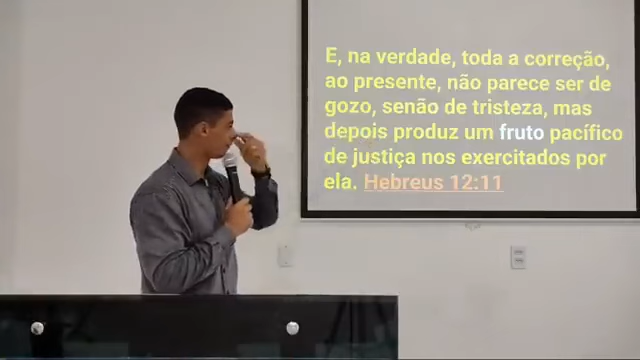 E, na verdade, toda a correção,
ao presente, não parece ser de
gozo, senão de tristeza, mas
depois produz um fruto pacífico
de justiça nos exercitados por
ela. Hebreus 12:11